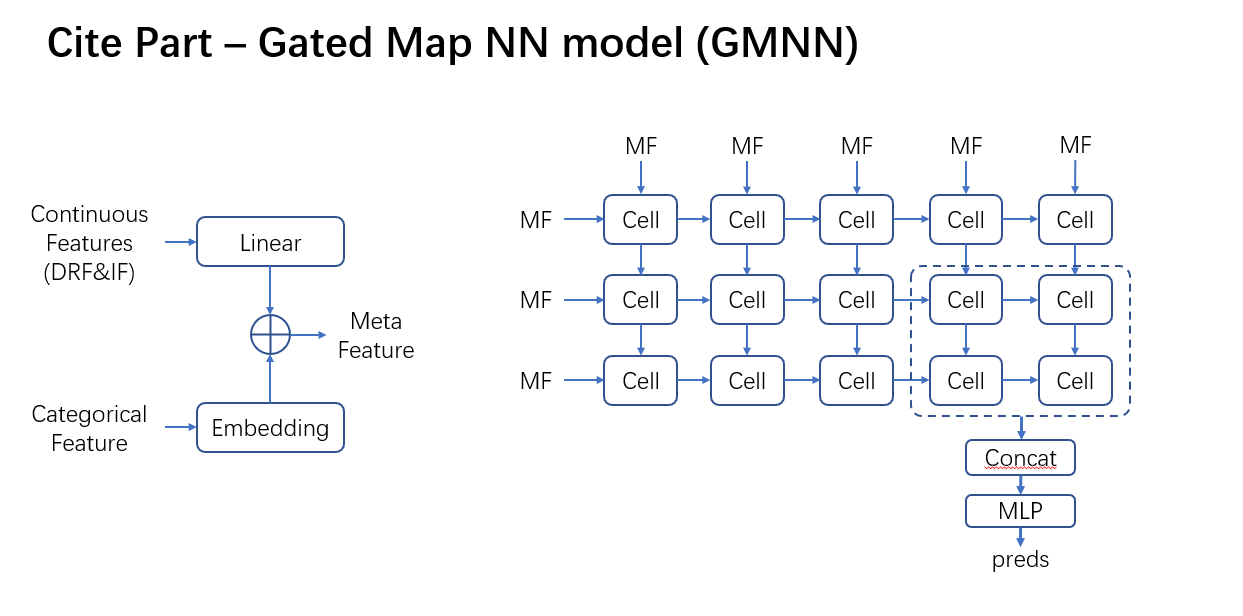 Cite Part – Gated Map NN model (GMNN)
Continuous
Features
(DRF&IF)
Linear
Meta
Feature
Categorical
Feature
Embedding
MF MF MF MF MF
MF Cell Cell Cell Cell Cell
MF Cell Cell Cell Cell Cell
MF Cell Cell Cell Cell Cell
Concat
MLP
preds